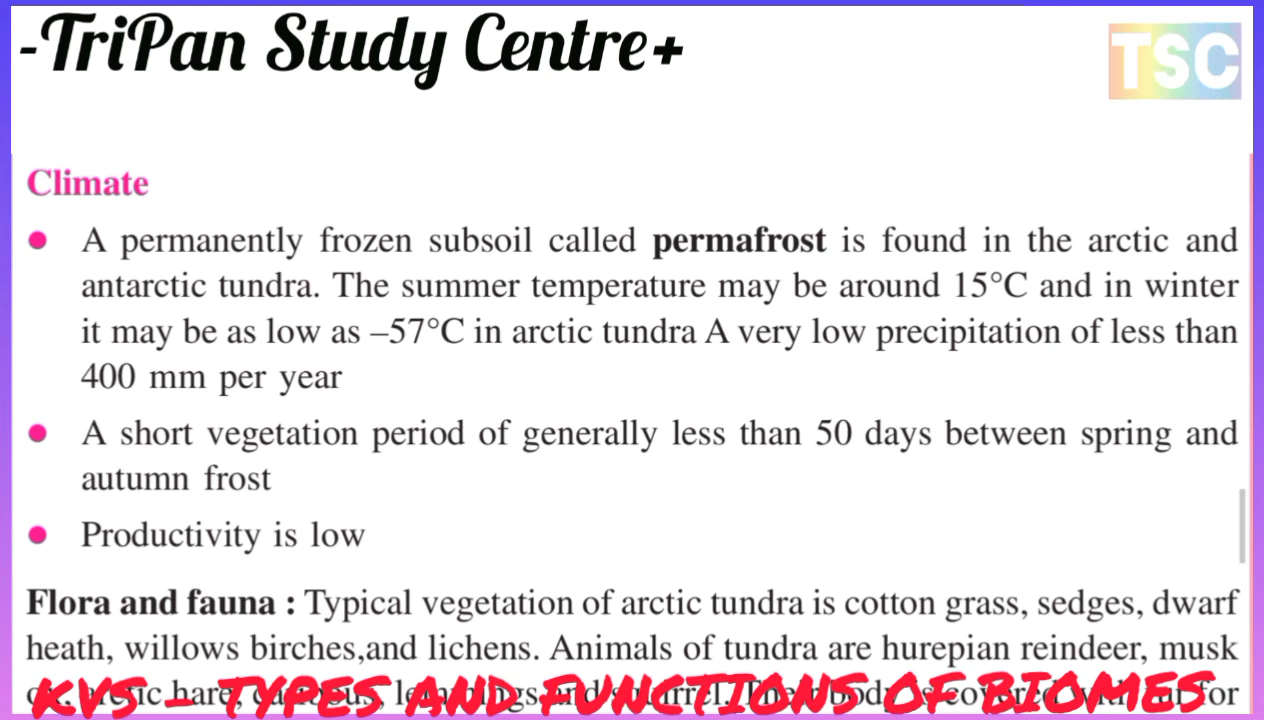 -TriPan Study Centre+
TSC
Climate
● A permanently frozen subsoil called permafrost is found in the arctic and
antarctic tundra. The summer temperature may be around 15°C and in winter
it may be as low as –57°C in arctic tundra A very low precipitation of less than
400 mm per year
● A short vegetation period of generally less than 50 days between spring and
autumn frost
● Productivity is low
Flora and fauna : Typical vegetation of arctic tundra is cotton grass, sedges, dwarf
heath, willows birches,and lichens. Animals of tundra are hurepian reindeer, musk
hare, and for
KVS – TYPES AND FUNCTIONS OF BIOMES